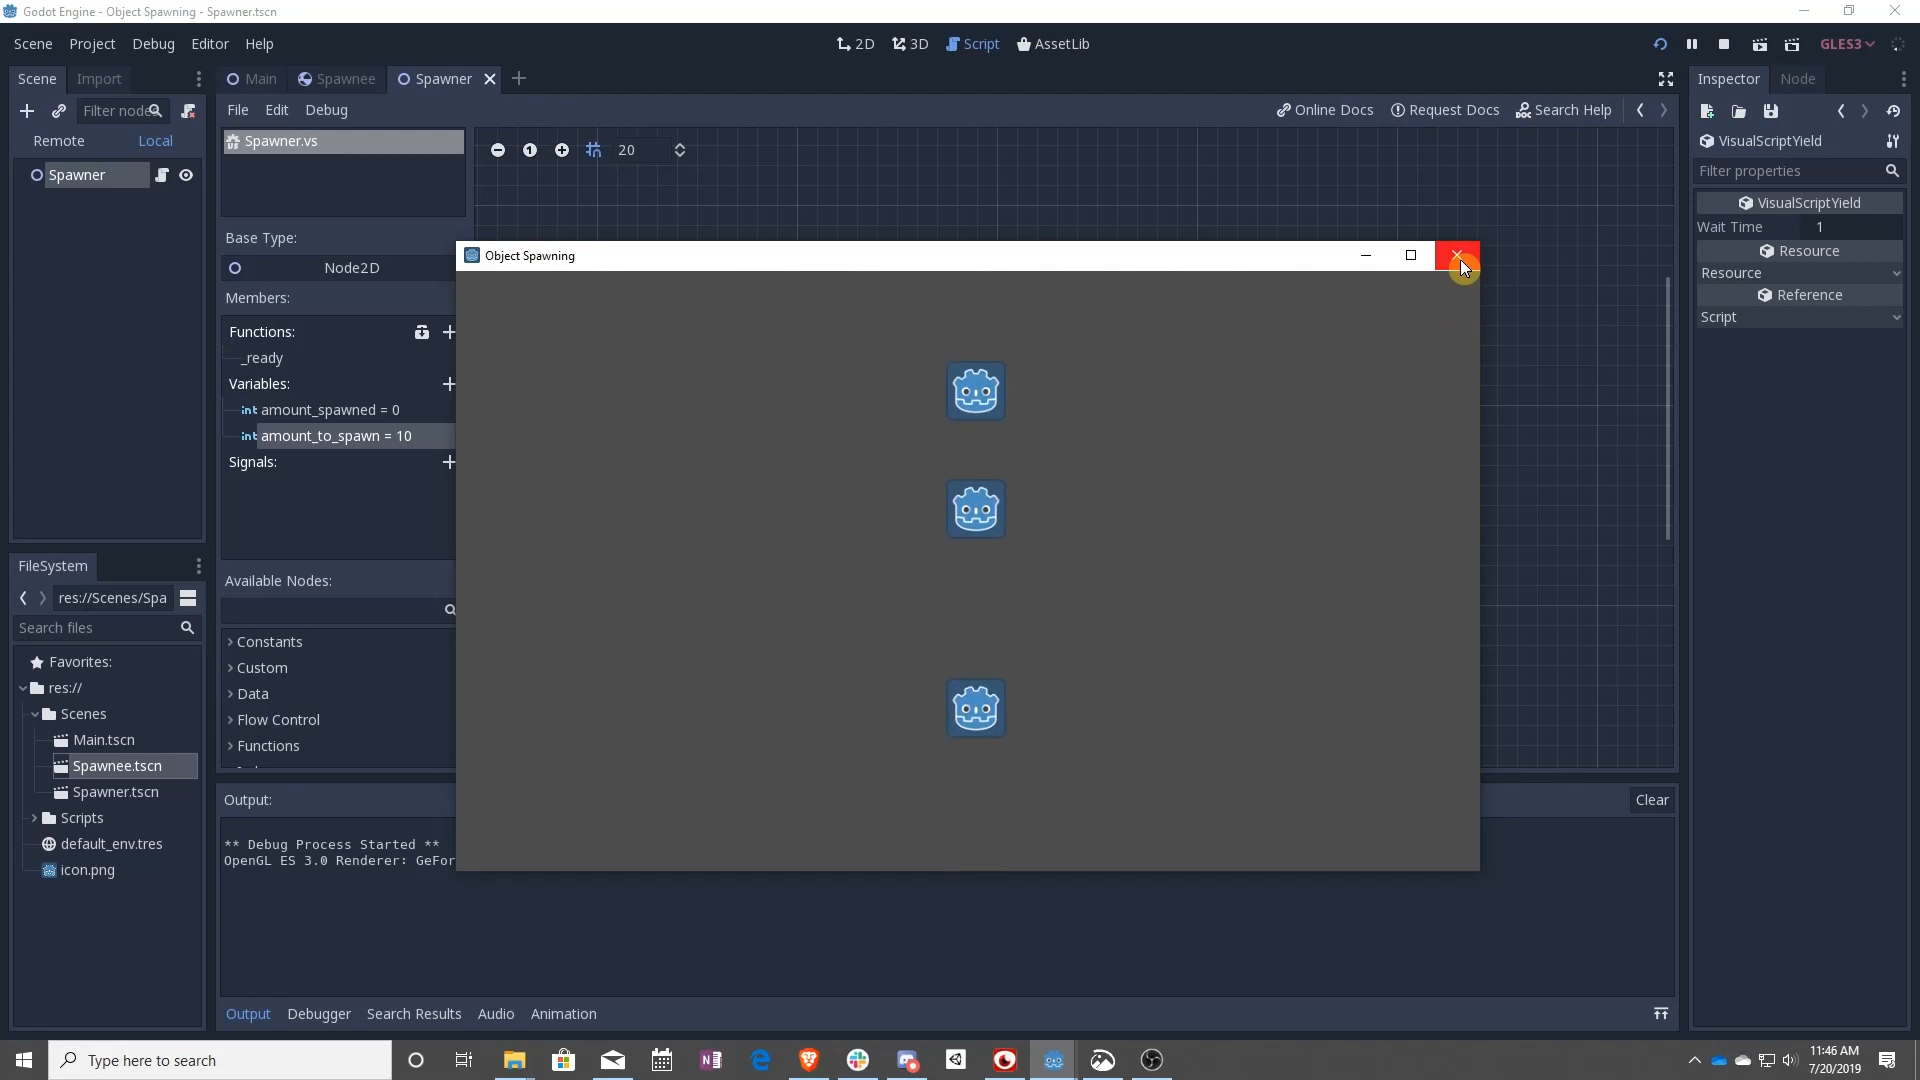 Godot Engine - Object Spawning - Spawner.tscn
Scene Project Debug Editor Help
2D 3D Script AssetLib
GLES3
Scene Import
Main Spawnee Spawner
Inspector Node
Filter node
File Edit Debug
Online Docs Request Docs Search Help
Remote Local
Spawner.vs
20
VisualScriptYield
Spawner
Filter properties
VisualScriptYield
Wait Time 1
Resource
Resource
Reference
Script
Base Type:
Node2D
Members:
Functions:
_ready
Variables:
int amount_spawned = 0
int amount_to_spawn = 10
Signals:
Object Spawning
Available Nodes:
Constants
Custom
Data
Flow Control
Functions
FileSystem
res://Scenes/Spa
Search files
Favorites:
res://
Scenes
Main.tscn
Spawnee.tscn
Spawner.tscn
Scripts
default_env.tres
icon.png
Output:
Clear
** Debug Process Started **
OpenGL ES 3.0 Renderer: GeFor
Output Debugger Search Results Audio Animation
Type here to search
11:46 AM
7/20/2019